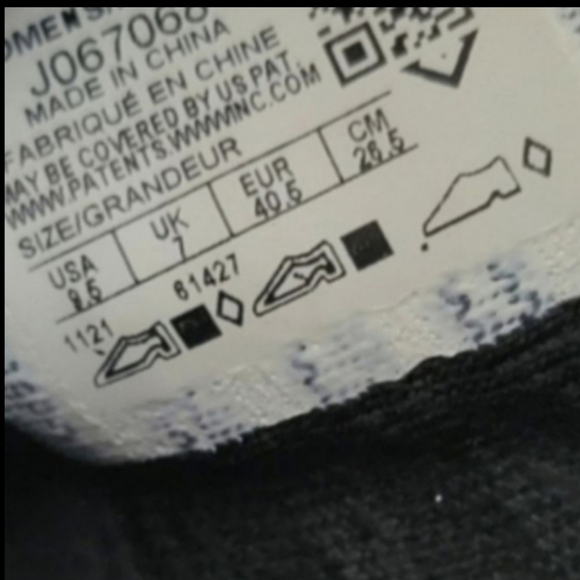 J067068
MADE IN CHINA
FABRIQUÉ EN CHINE
MAY BE COVERED BY US PAT.
WWW.PATENTS.WWWINC.COM
SIZE/GRANDEUR
USA UK EUR CM
9.5 7 40.5 26.5
1121 61427